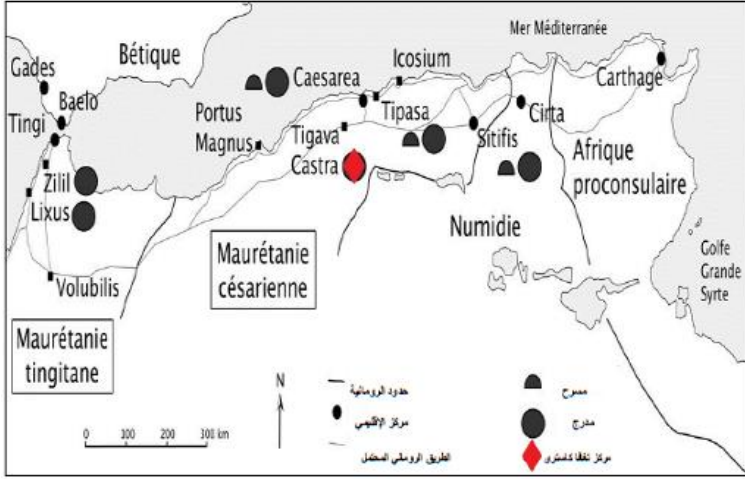 Mer Méditerranée
Bétique
Gades
Baelo
Tingi
Zilil
Lixus
Volubilis
Portus
Magnus
Caesarea
Icosium
Tipasa
Tigava
Castra
Sitifis
Cirta
Carthage
Afrique
proconsulaire
Numidie
Golfe
Grande
Syrte
Maurétanie
césarienne
Maurétanie
tingitane
N
0 100 200 300 km
حدود الرومانية
مركز الإقليمي
الطريق الروماني المحتمل
مسرح
مدرج
مركز تغافا كاسترى